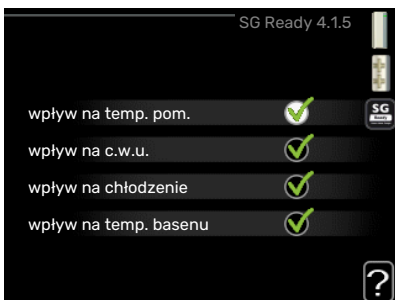 SG Ready 4.1.5
SG
Ready
wpływ na temp. pom.
wpływ na c.w.u.
wpływ na chłodzenie
wpływ na temp. basenu
?